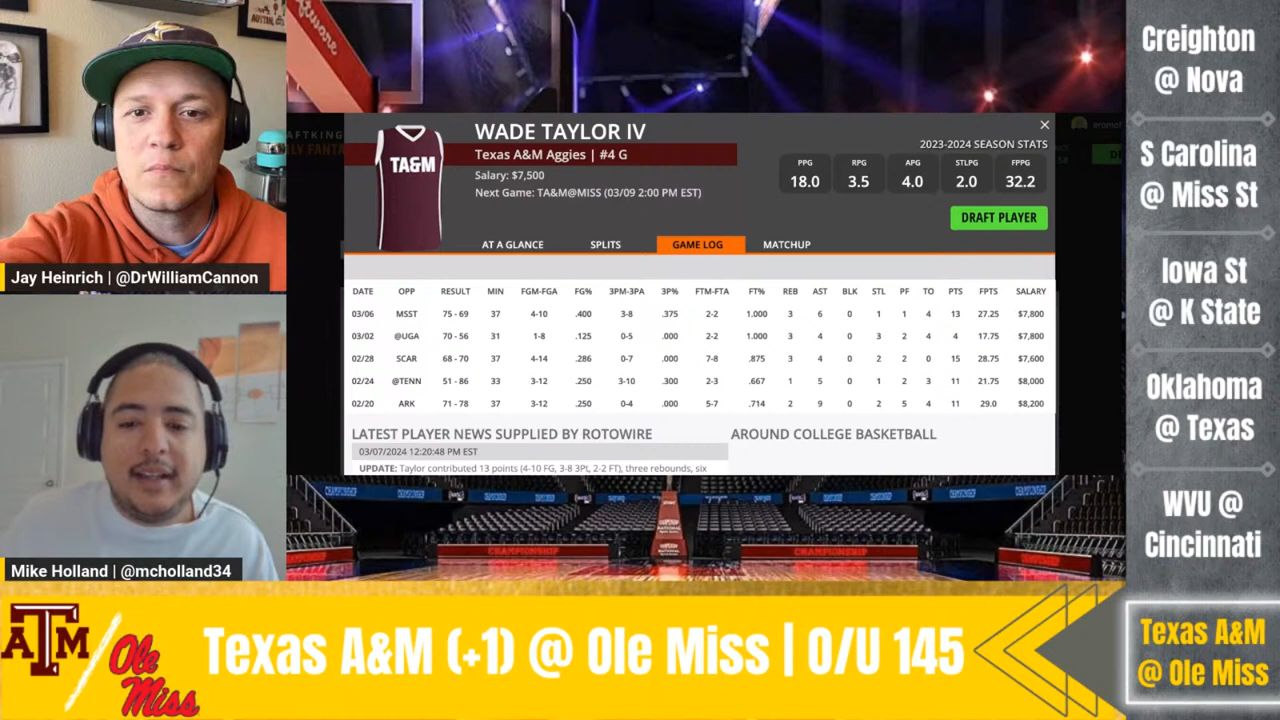 AUSTIN,
Jay Heinrich | @DrWilliamCannon
Mike Holland | @mcholland34
WADE TAYLOR IV
Texas A&M Aggies | #4 G
Salary: $7,500
Next Game: TA&M@MISS (03/09 2:00 PM EST)
TA&M
2023-2024 SEASON STATS
PPG RPG APG STLPG FPPG
18.0 3.5 4.0 2.0 32.2
DRAFT PLAYER
AT A GLANCE SPLITS GAME LOG MATCHUP
DATE OPP RESULT MIN FGM-FGA FG% 3PM-3PA 3P% FTM-FTA FT% REB AST BLK STL PF TO PTS FPTS SALARY
03/06 MSST 75 - 69 37 4-10 .400 3-8 .375 2-2 1.000 3 6 0 1 1 4 13 27.25 $7,800
03/02 @UGA 70 - 56 31 1-8 .125 0-5 .000 2-2 1.000 3 4 0 3 2 4 4 17.75 $7,800
02/28 SCAR 68 - 70 37 4-14 .286 0-7 .000 7-8 .875 3 4 0 2 2 0 15 28.75 $7,600
02/24 @TENN 51 - 86 33 3-12 .250 3-10 .300 2-3 .667 1 5 0 1 2 3 11 21.75 $8,000
02/20 ARK 71 - 78 37 3-12 .250 0-4 .000 5-7 .714 2 9 0 2 5 4 11 29.0 $8,200
LATEST PLAYER NEWS SUPPLIED BY ROTOWIRE
AROUND COLLEGE BASKETBALL
03/07/2024 12:20:48 PM EST
UPDATE: Taylor contributed 13 points (4-10 FG, 3-8 3Pt, 2-2 FT), three rebounds, six
CHAMPIONSHIP
CHAMPIONSHIP
Creighton
@ Nova
S Carolina
@ Miss St
Iowa St
@ K State
Oklahoma
@ Texas
WVU @
Cincinnati
Texas A&M
@ Ole Miss
ATM
Ole
Miss
Texas A&M (+1) @ Ole Miss | O/U 145